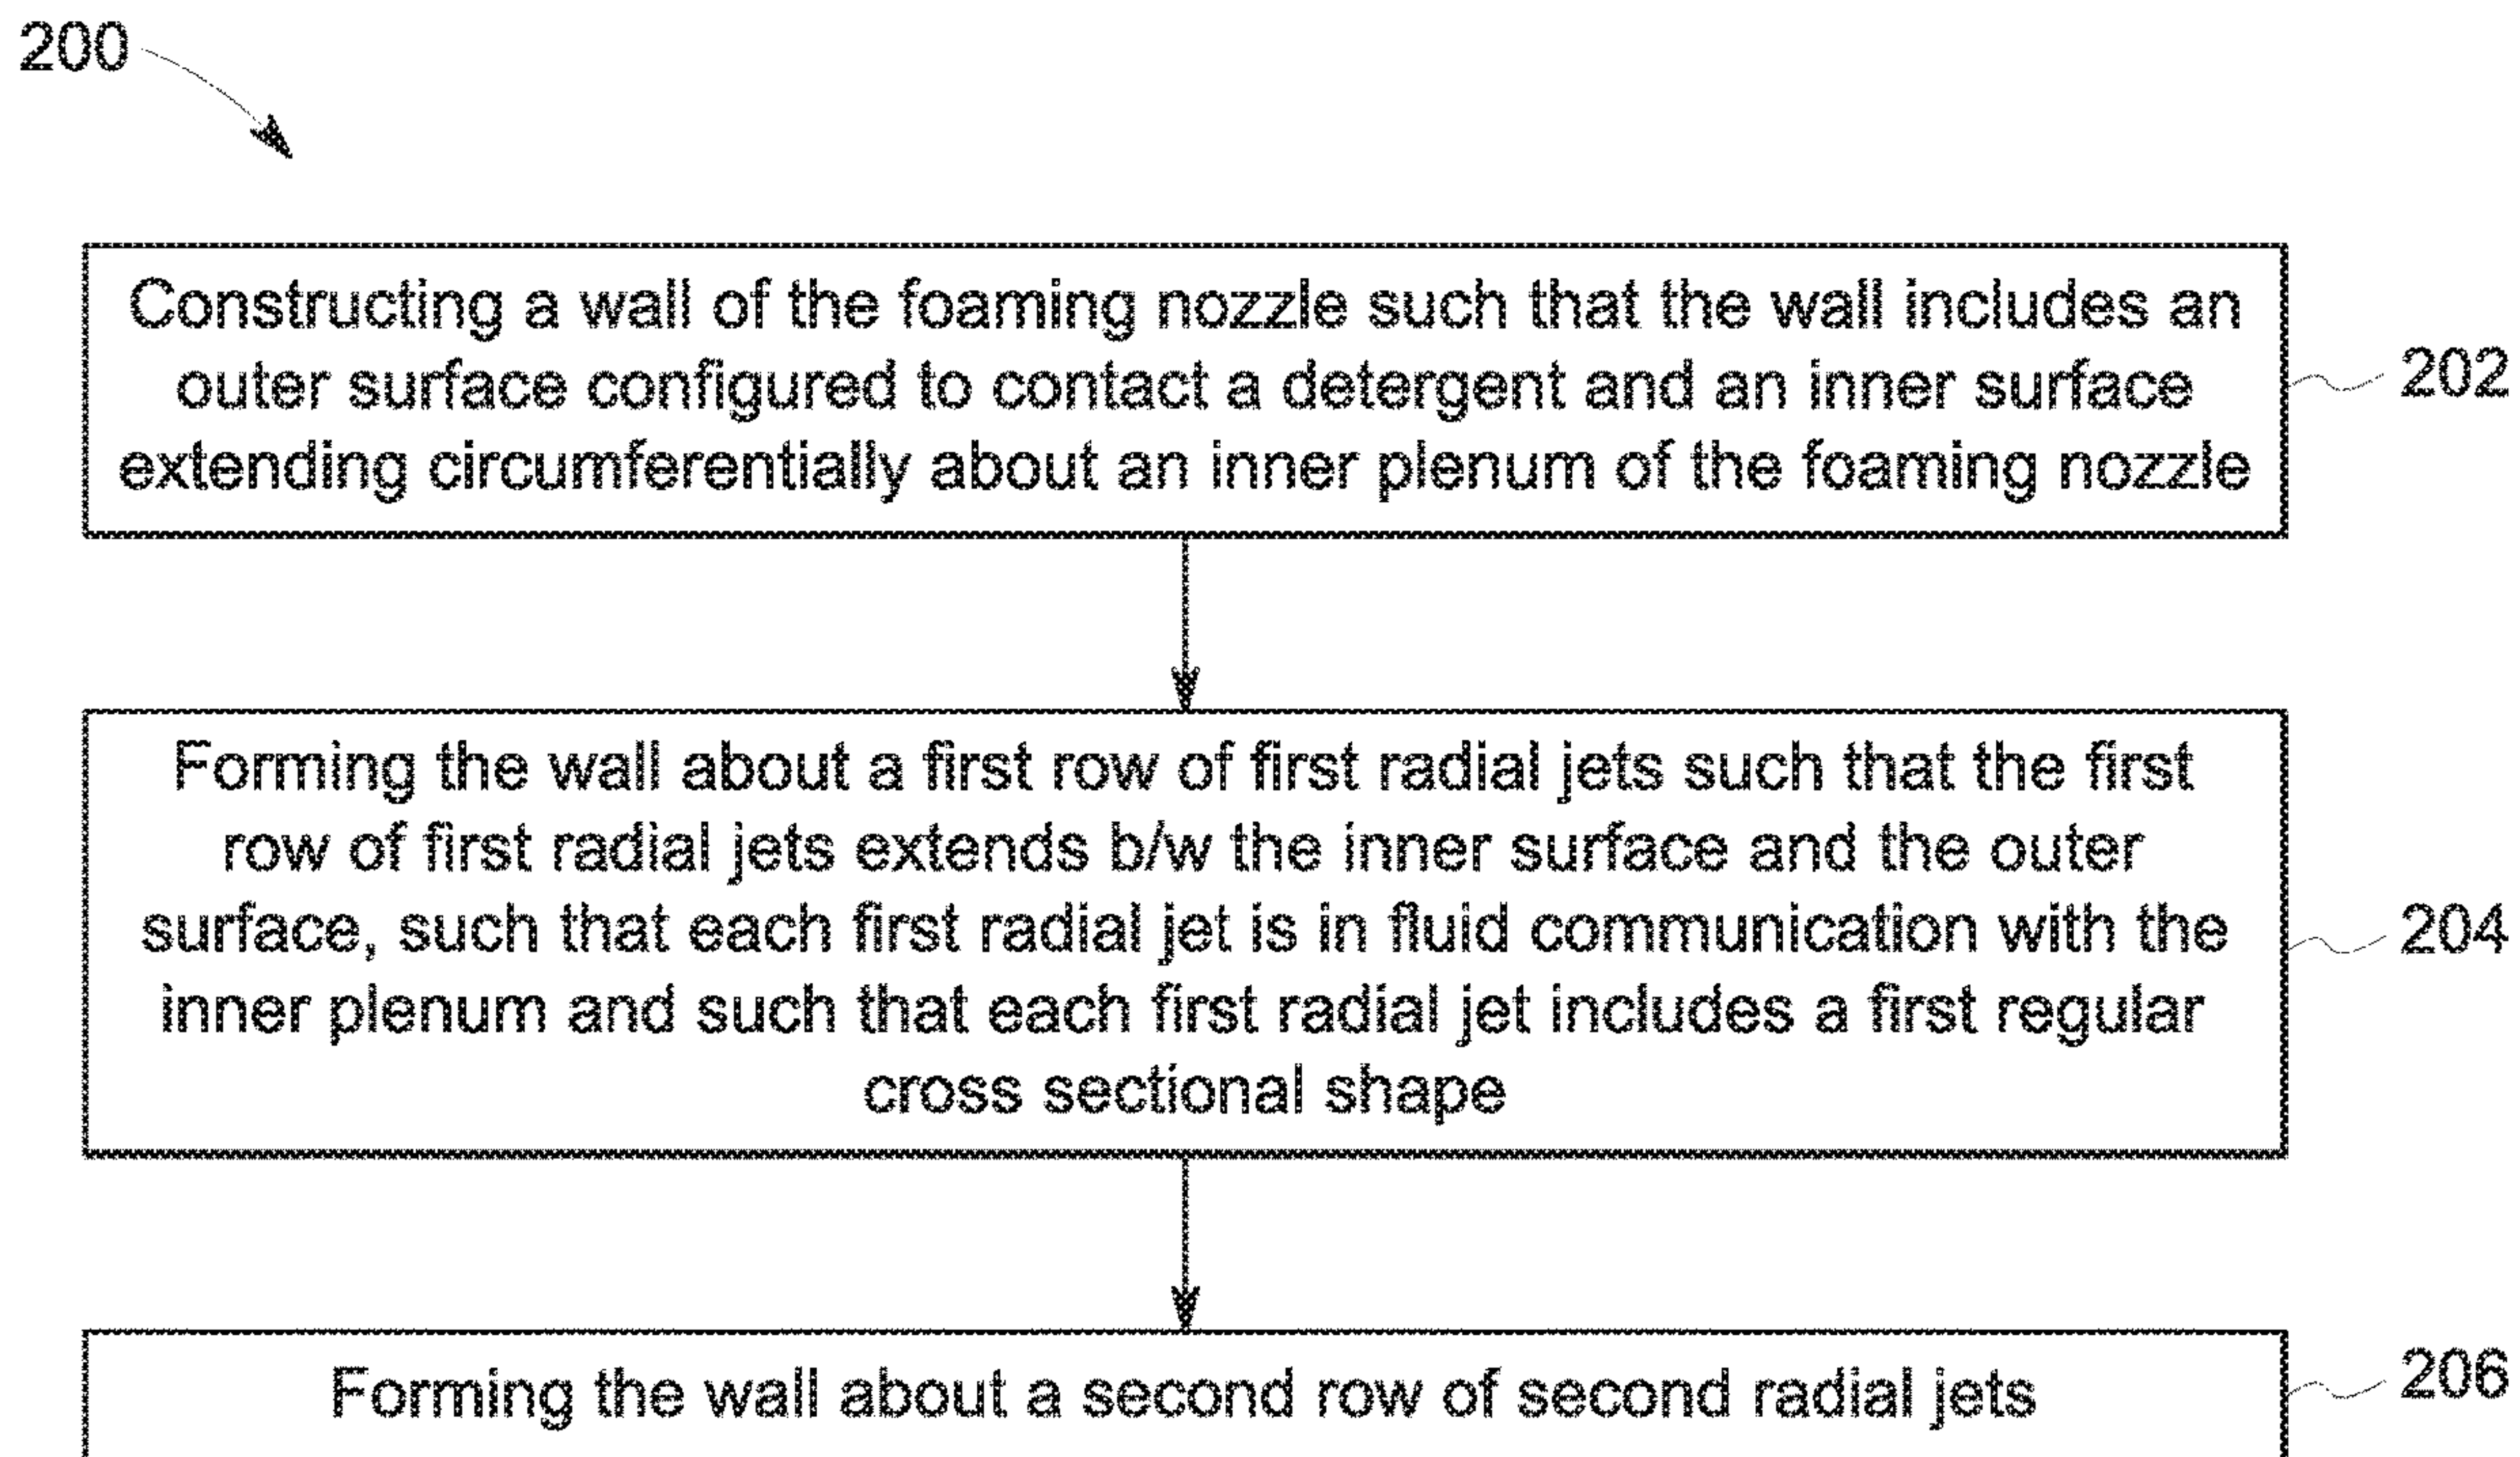 200
Constructing a wall of the foaming nozzle such that the wall includes an
outer surface configured to contact a detergent and an inner surface
extending circumferentially about an inner plenum of the foaming nozzle
202
Forming the wall about a first row of first radial jets such that the first
row of first radial jets extends b/w the inner surface and the outer
surface, such that each first radial jet is in fluid communication with the
inner plenum and such that each first radial jet includes a first regular
cross sectional shape
204
Forming the wall about a second row of second radial jets
206